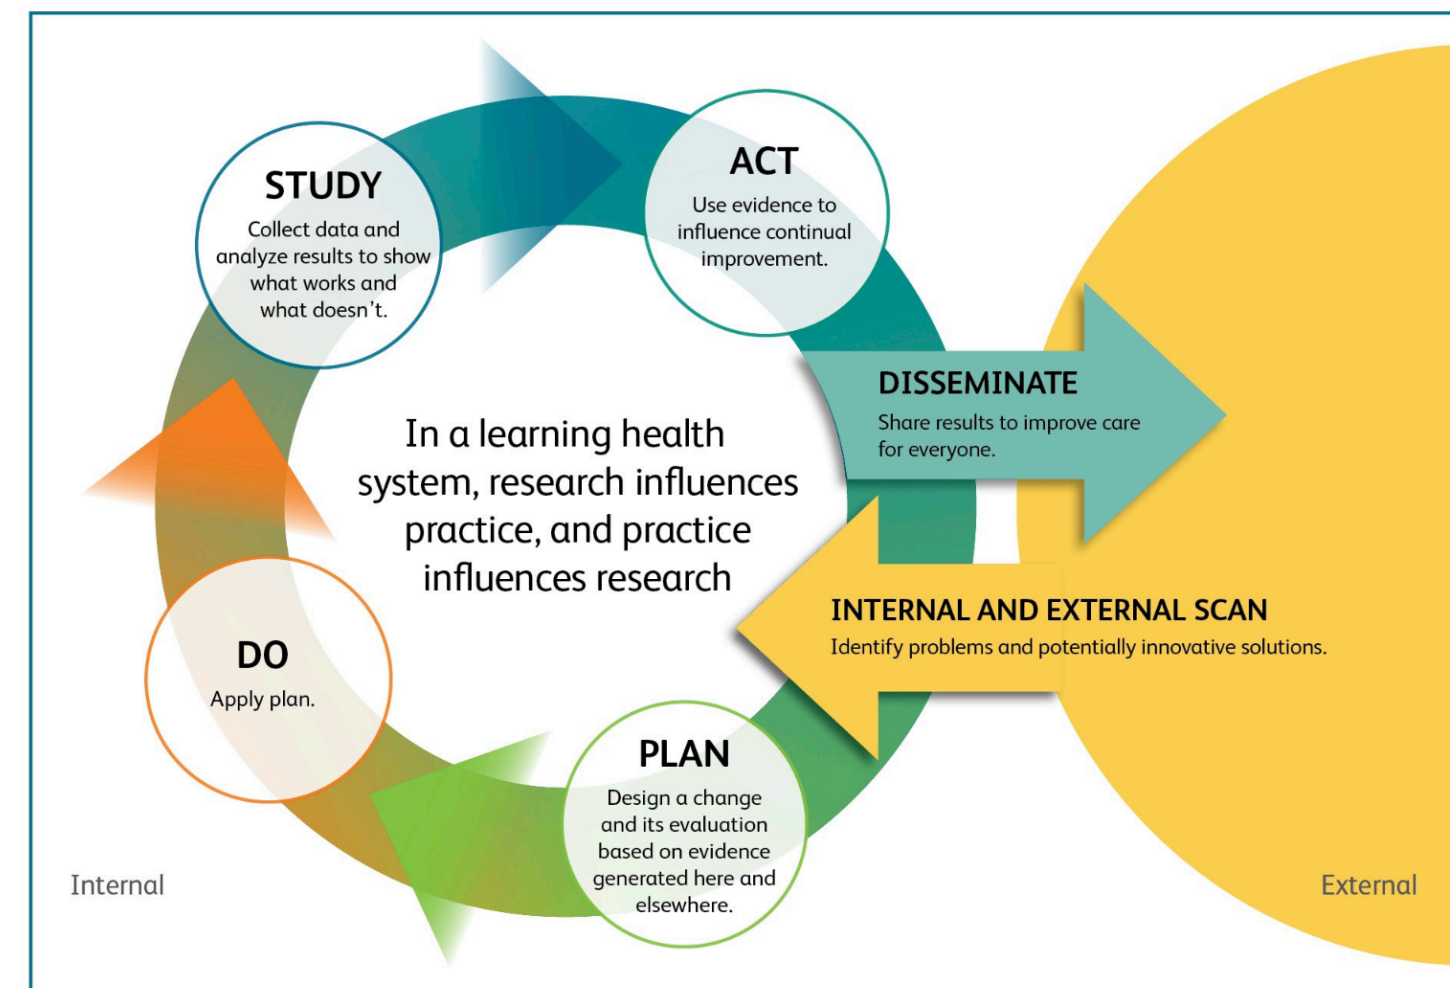 STUDY
Collect data and
analyze results to show
what works and
what doesn't.
ACT
Use evidence to
influence continual
improvement.
DISSEMINATE
Share results to improve care
for everyone.
In a learning health
system, research influences
practice, and practice
influences research
INTERNAL AND EXTERNAL SCAN
Identify problems and potentially innovative solutions.
DO
Apply plan.
PLAN
Design a change
and its evaluation
based on evidence
generated here and
elsewhere.
Internal
External